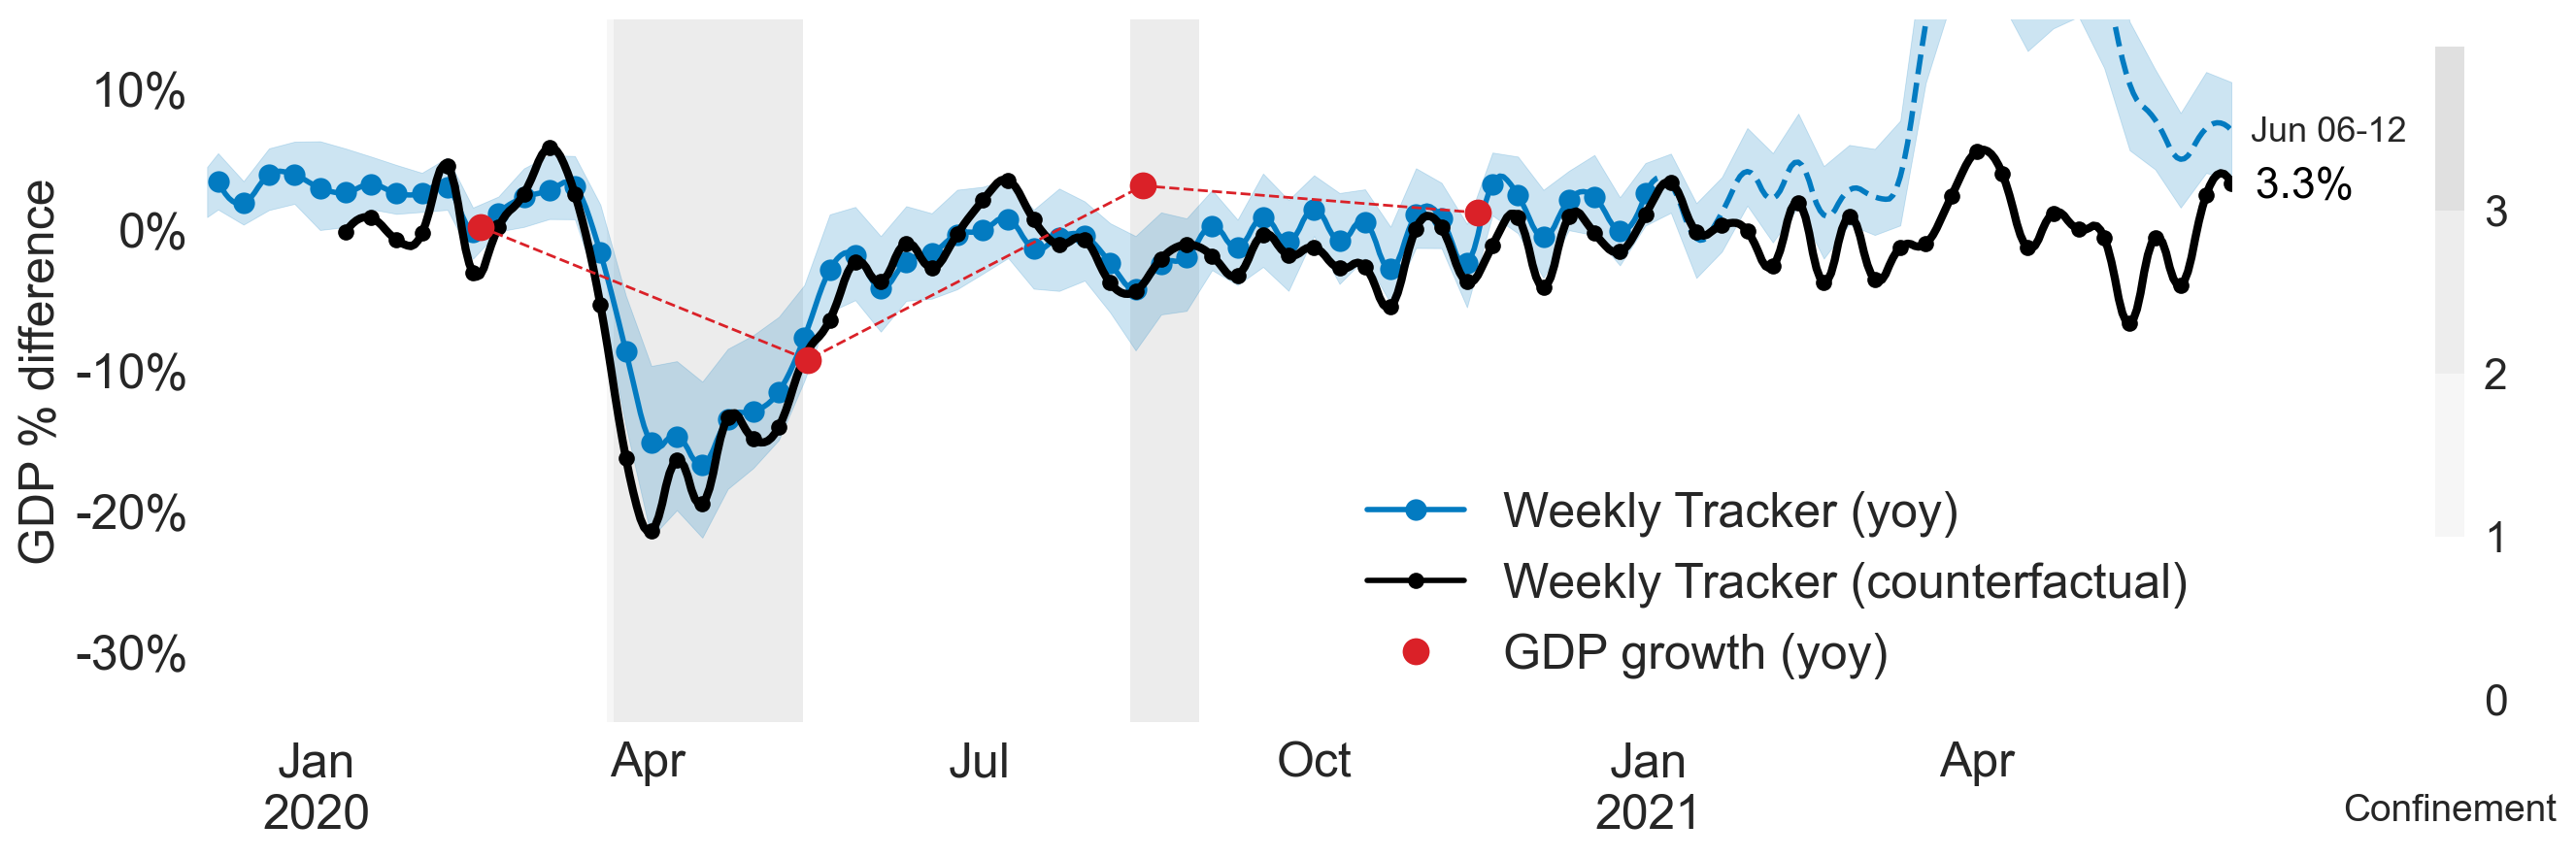 GDP % difference
10%
0%
-10%
-20%
-30%
Jun 06-12
3.3%
Weekly Tracker (yoy)
Weekly Tracker (counterfactual)
GDP growth (yoy)
3
2
1
0
Jan Apr Jul Oct Jan Apr
2020 2021
Confinement